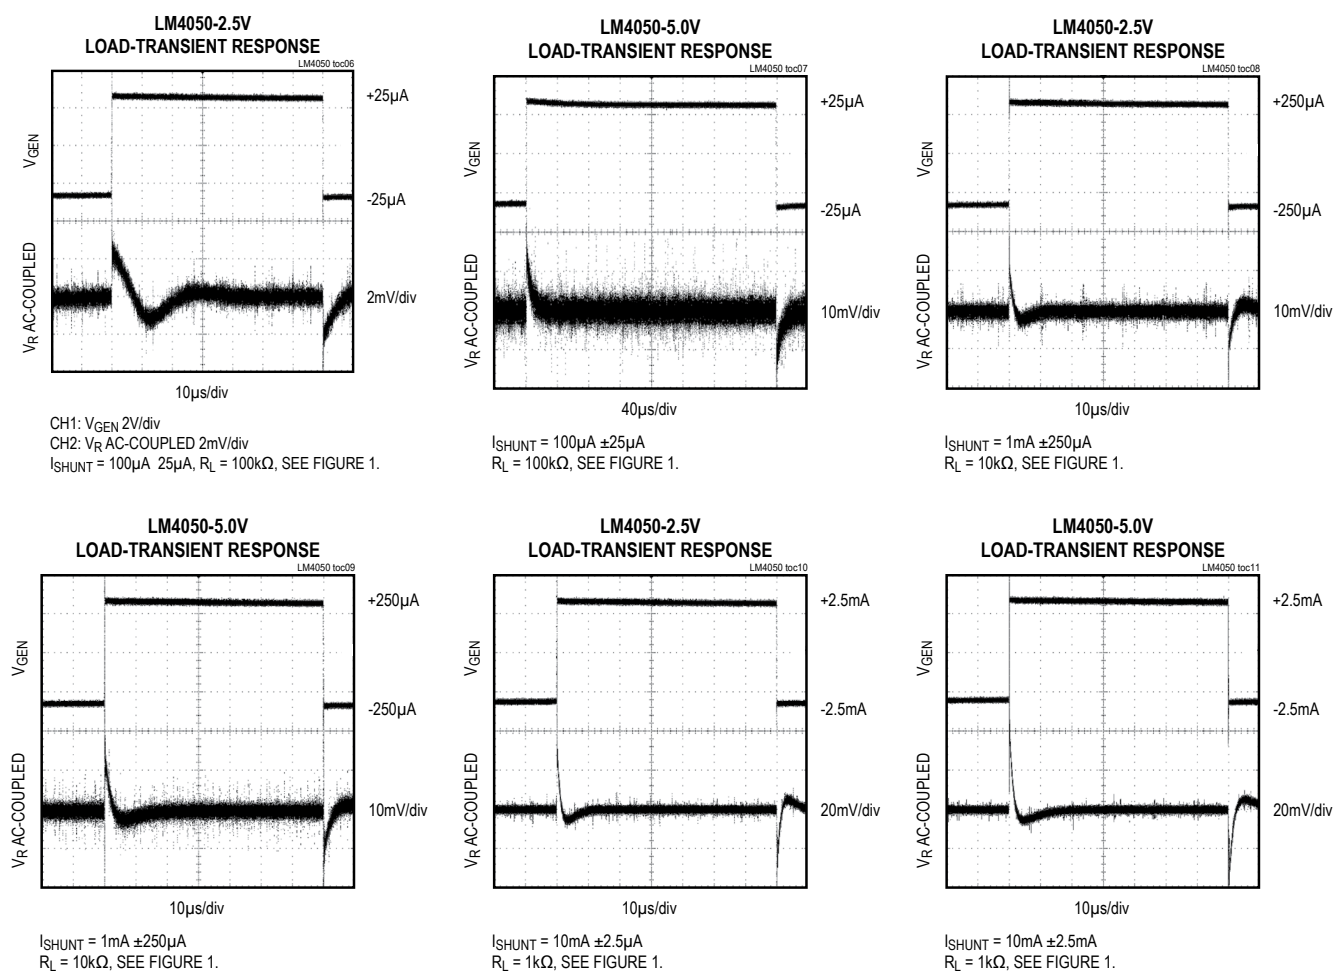 LM4050-2.5V
LOAD-TRANSIENT RESPONSE
LM4050 toc06
+25µA
VGEN
-25µA
VR AC-COUPLED
2mV/div
10µs/div
CH1: VGEN 2V/div
CH2: VR AC-COUPLED 2mV/div
ISHUNT = 100µA 25µA, RL = 100kΩ, SEE FIGURE 1.
LM4050-5.0V
LOAD-TRANSIENT RESPONSE
LM4050 toc07
+25µA
VGEN
-25µA
VR AC-COUPLED
10mV/div
40µs/div
ISHUNT = 100µA ±25µA
RL = 100kΩ, SEE FIGURE 1.
LM4050-2.5V
LOAD-TRANSIENT RESPONSE
LM4050 toc08
+250µA
VGEN
-250µA
VR AC-COUPLED
10mV/div
10µs/div
ISHUNT = 1mA ±250µA
RL = 10kΩ, SEE FIGURE 1.
LM4050-5.0V
LOAD-TRANSIENT RESPONSE
LM4050 toc09
+250µA
VGEN
-250µA
VR AC-COUPLED
10mV/div
10µs/div
ISHUNT = 1mA ±250µA
RL = 10kΩ, SEE FIGURE 1.
LM4050-2.5V
LOAD-TRANSIENT RESPONSE
LM4050 toc10
+2.5mA
VGEN
-2.5mA
VR AC-COUPLED
20mV/div
10µs/div
ISHUNT = 10mA ±2.5µA
RL = 1kΩ, SEE FIGURE 1.
LM4050-5.0V
LOAD-TRANSIENT RESPONSE
LM4050 toc11
+2.5mA
VGEN
-2.5mA
VR AC-COUPLED
20mV/div
10µs/div
ISHUNT = 10mA ±2.5mA
RL = 1kΩ, SEE FIGURE 1.